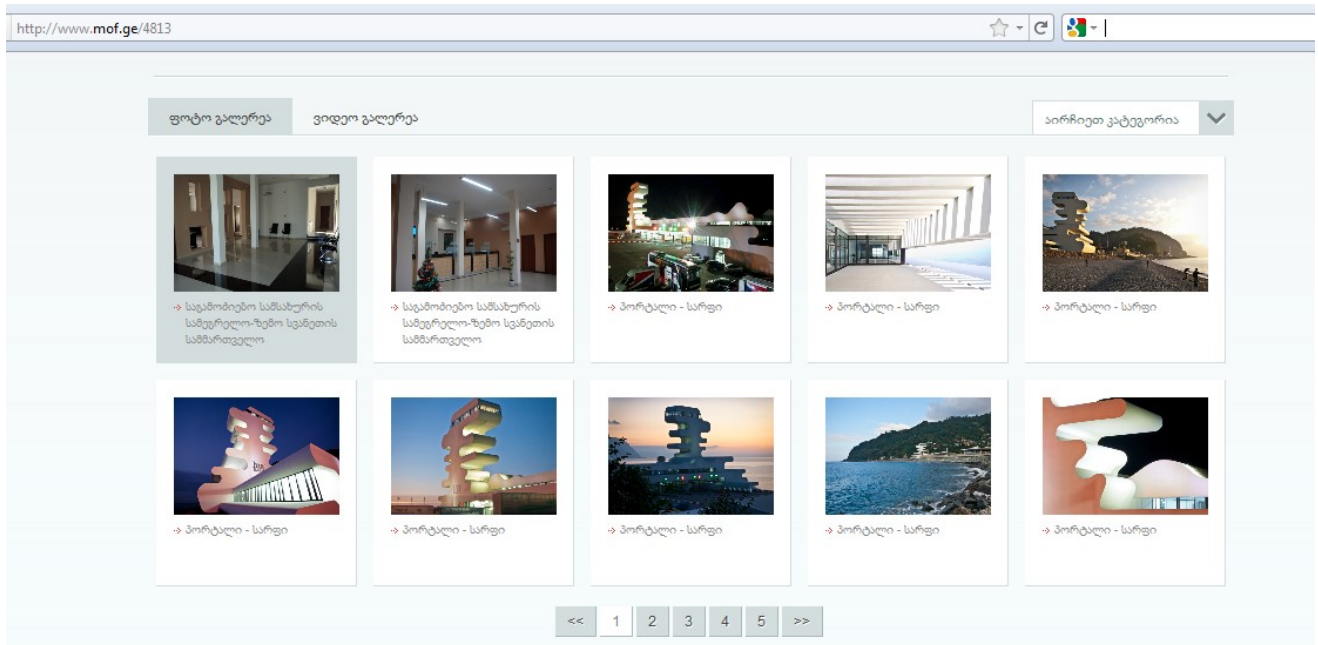 http://www.mof.ge/4813
ფოტო გალერეა
ვიდეო გალერეა
აირჩიეთ კატეგორია
საგამოძიებო სამსახურის
სამეგრელო-ზემო სვანეთის
სამმართველო
საგამოძიებო სამსახურის
სამეგრელო-ზემო სვანეთის
სამმართველო
პორტალი - სარფი
პორტალი - სარფი
პორტალი - სარფი
პორტალი - სარფი
პორტალი - სარფი
პორტალი - სარფი
პორტალი - სარფი
პორტალი - სარფი
<< 1 2 3 4 5 >>